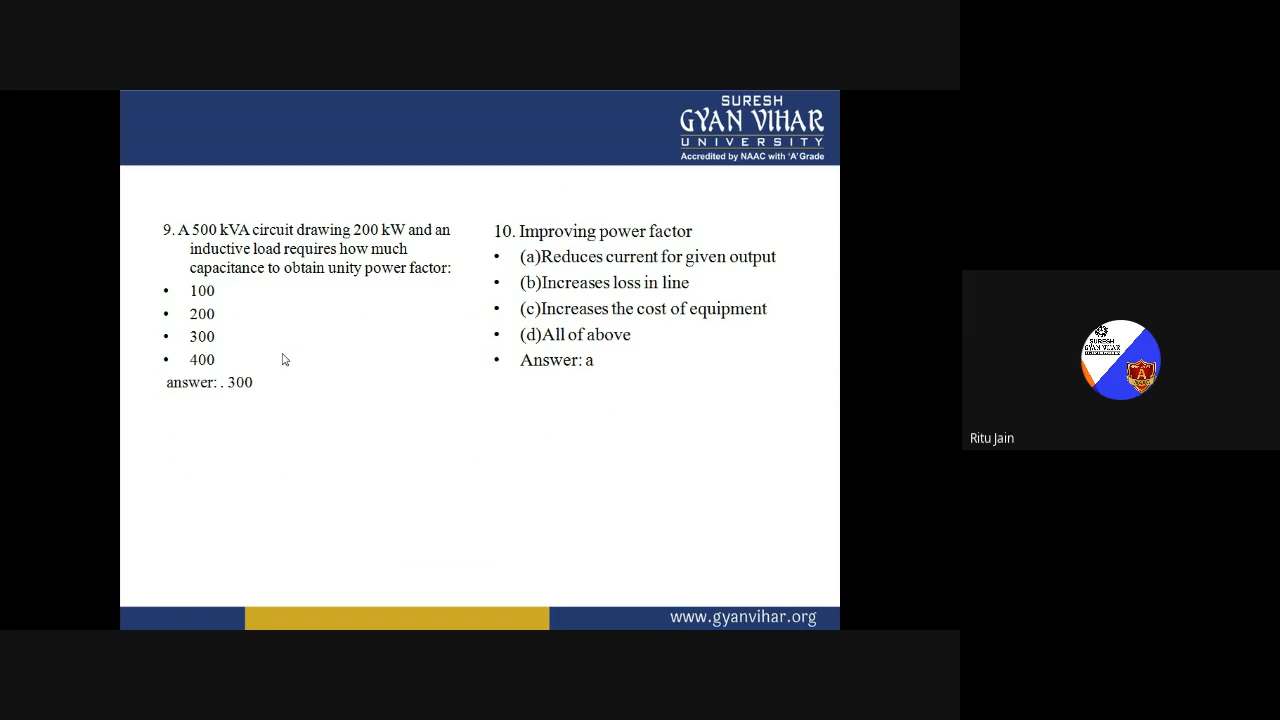 SURESH
GYAN VIHAR
UNIVERSITY
Accredited by NAAC with 'A' Grade
9. A 500 kVA circuit drawing 200 kW and an
inductive load requires how much
capacitance to obtain unity power factor:
• 100
• 200
• 300
• 400
answer: . 300
10. Improving power factor
• (a)Reduces current for given output
• (b)Increases loss in line
• (c)Increases the cost of equipment
• (d)All of above
• Answer: a
www.gyanvihar.org
SURESH
GYAN VIHAR
A
Ritu Jain